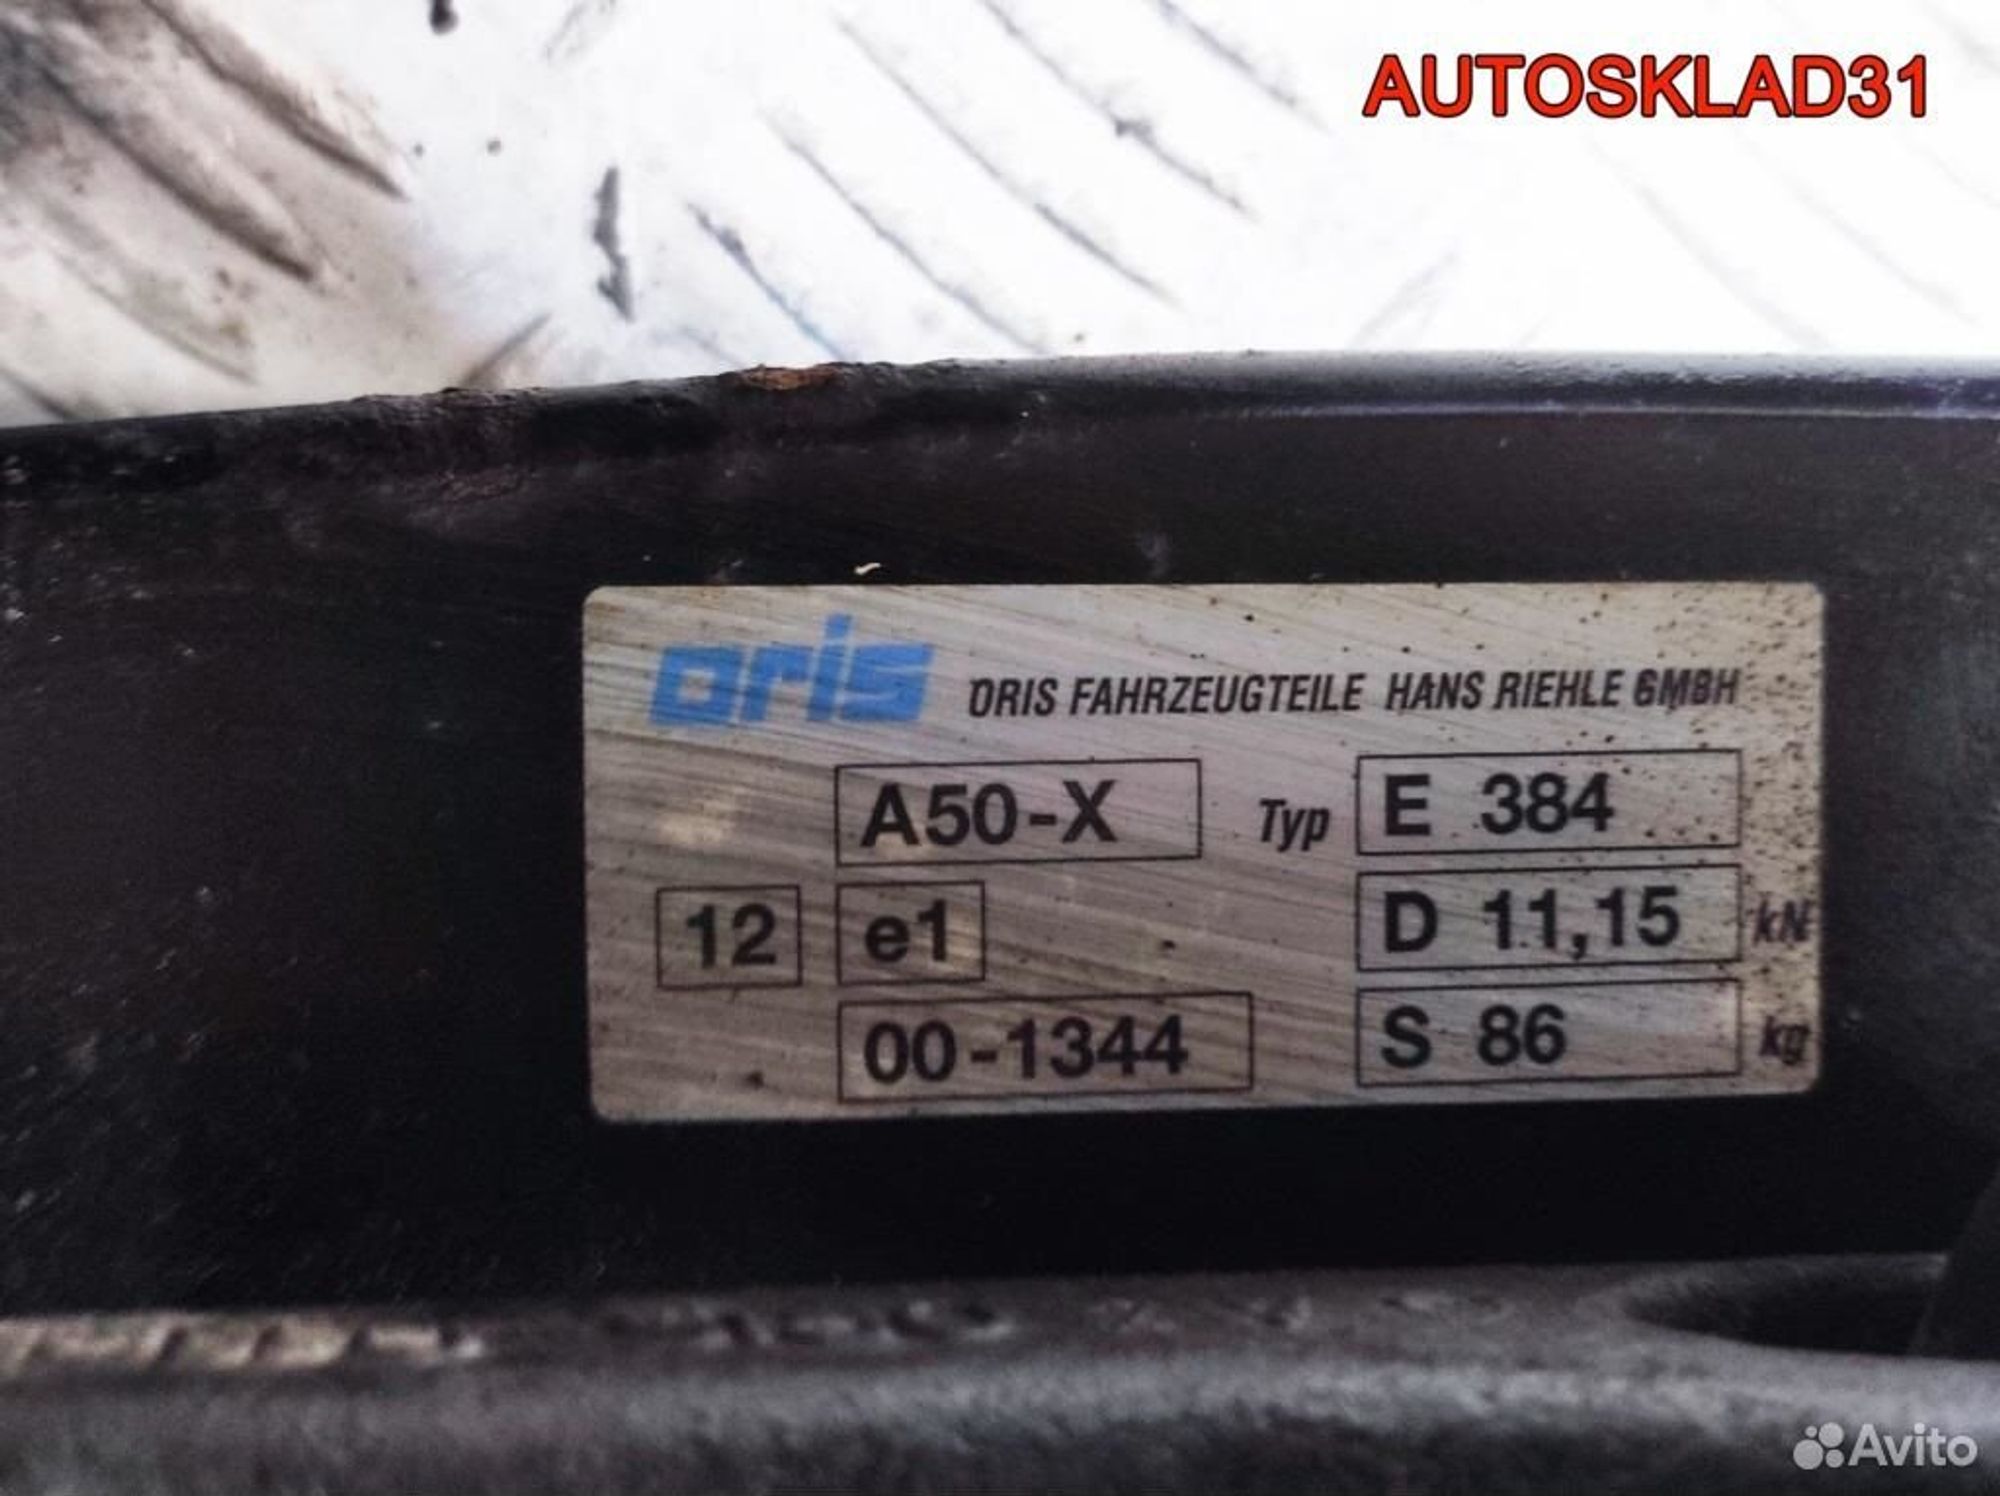 AUTOSKLAD31
oris ORIS FAHRZEUGTEILE HANS RIEHLE GMBH
A50-X Typ E 384
12 e1 D 11,15 kN
00-1344 S 86 kg
Avito